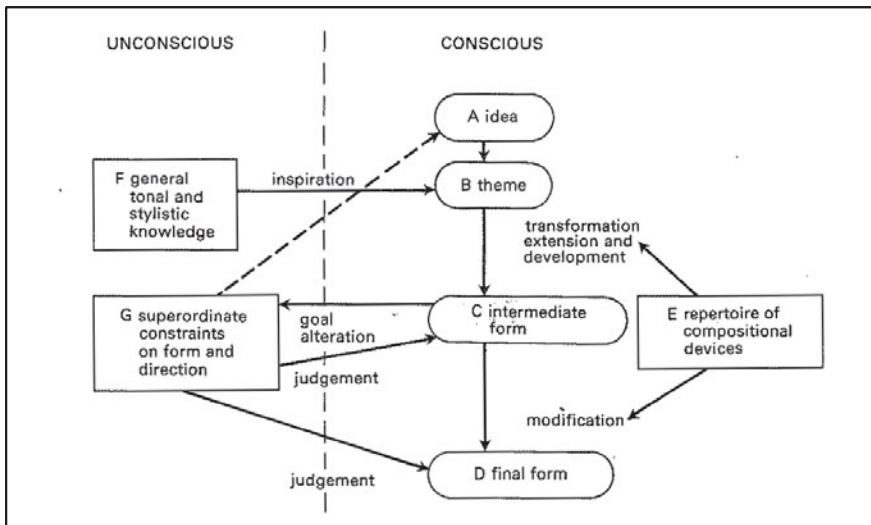 UNCONSCIOUS
CONSCIOUS
A idea
F general
tonal and
stylistic
knowledge
inspiration
B theme
transformation
extension and
development
G superordinate
constraints
on form and
direction
goal
alteration
judgement
C intermediate
form
E repertoire of
compositional
devices
modification
judgement
D final form